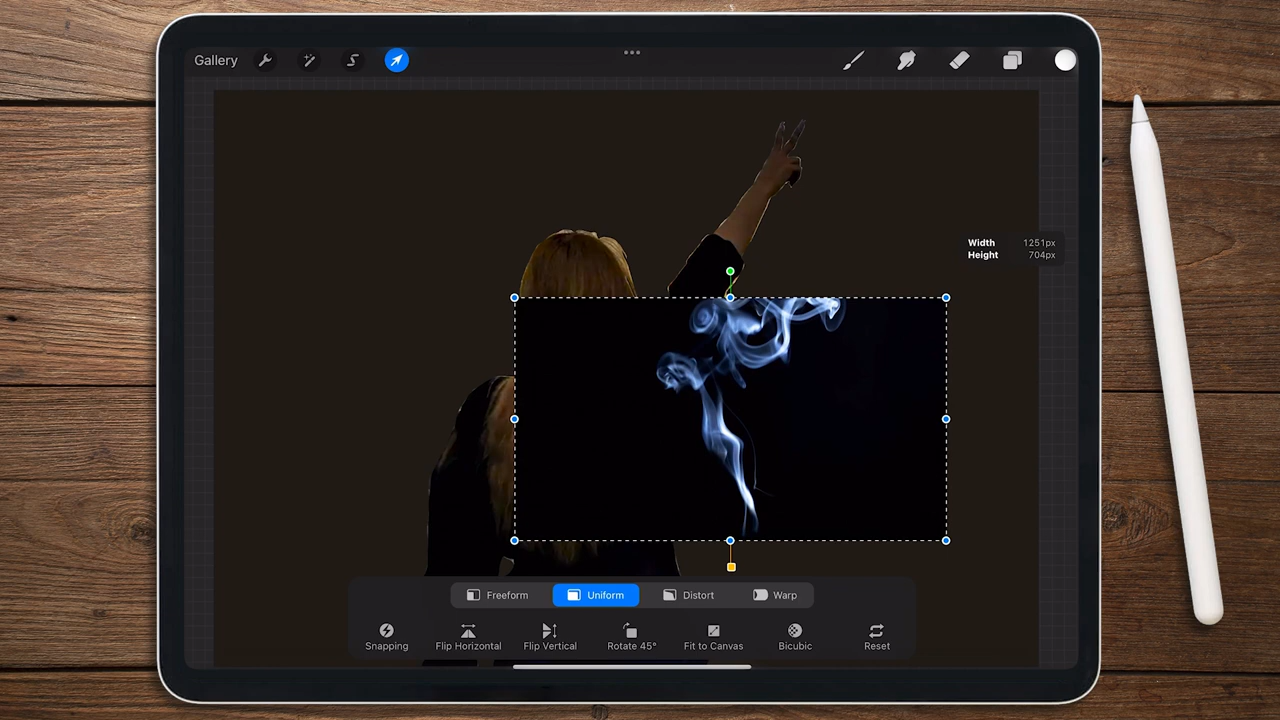 Gallery
Width 1251px
Height 704px
Freeform Uniform Distort Warp
Snapping Flip Horizontal Flip Vertical Rotate 45° Fit to Canvas Bicubic Reset